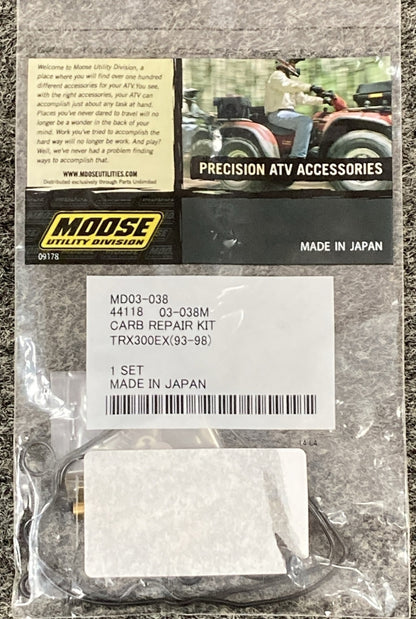 Welcome to Moose Utility Division, a
place where you will find over one hundred
different accessories for your ATV. You see,
with the right accessories, your ATV can
accomplish just about any task at hand.
Places you've never dared to travel will no
longer be a wonder in the back of your
mind. Work you've tried to accomplish the
hard way will no longer be work. And play?
Well, we've never had a problem finding
ways to accomplish that.
WWW.MOOSEUTILITIES.COM
Distributed exclusively through Parts Unlimited
PRECISION ATV ACCESSORIES
MOOSE
UTILITY DIVISION
MADE IN JAPAN
09178
MD03-038
44118 03-038M
CARB REPAIR KIT
TRX300EX(93-98)
1 SET
MADE IN JAPAN